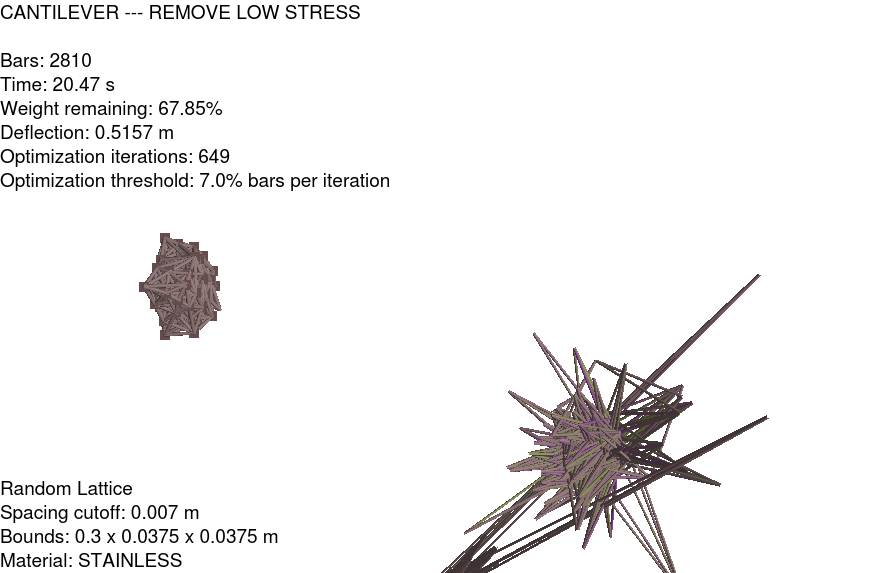 CANTILEVER --- REMOVE LOW STRESS
Bars: 2810
Time: 20.47 s
Weight remaining: 67.85%
Deflection: 0.5157 m
Optimization iterations: 649
Optimization threshold: 7.0% bars per iteration
Random Lattice
Spacing cutoff: 0.007 m
Bounds: 0.3 x 0.0375 x 0.0375 m
Material: STAINLESS